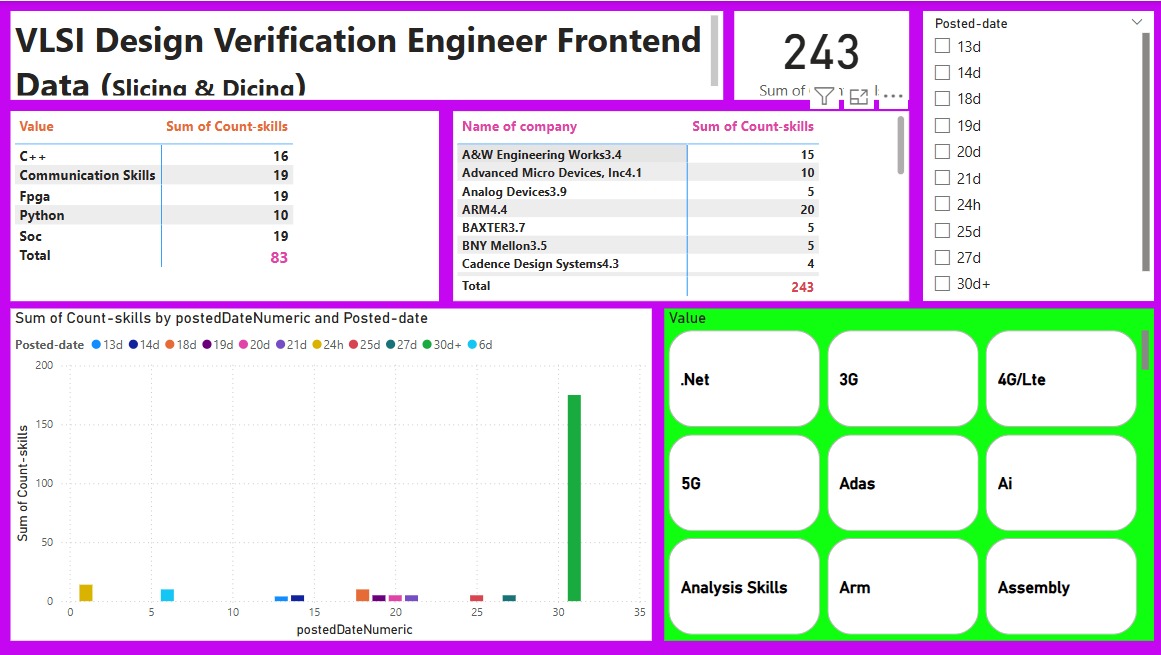 VLSI Design Verification Engineer Frontend
Data (Slicing & Dicing)
243
Sum of
Posted-date
13d
14d
18d
19d
20d
21d
24h
25d
27d
30d+
Value Sum of Count-skills
C++ 16
Communication Skills 19
Fpga 19
Python 10
Soc 19
Total 83
Name of company Sum of Count-skills
A&W Engineering Works3.4 15
Advanced Micro Devices, Inc4.1 10
Analog Devices3.9 5
ARM4.4 20
BAXTER3.7 5
BNY Mellon3.5 5
Cadence Design Systems4.3 4
Total 243
Sum of Count-skills by postedDateNumeric and Posted-date
Posted-date 13d 14d 18d 19d 20d 21d 24h 25d 27d 30d+ 6d
Sum of Count-skills
200
150
100
50
0
0 5 10 15 20 25 30 35
postedDateNumeric
Value
.Net 3G 4G/Lte
5G Adas Ai
Analysis Skills Arm Assembly